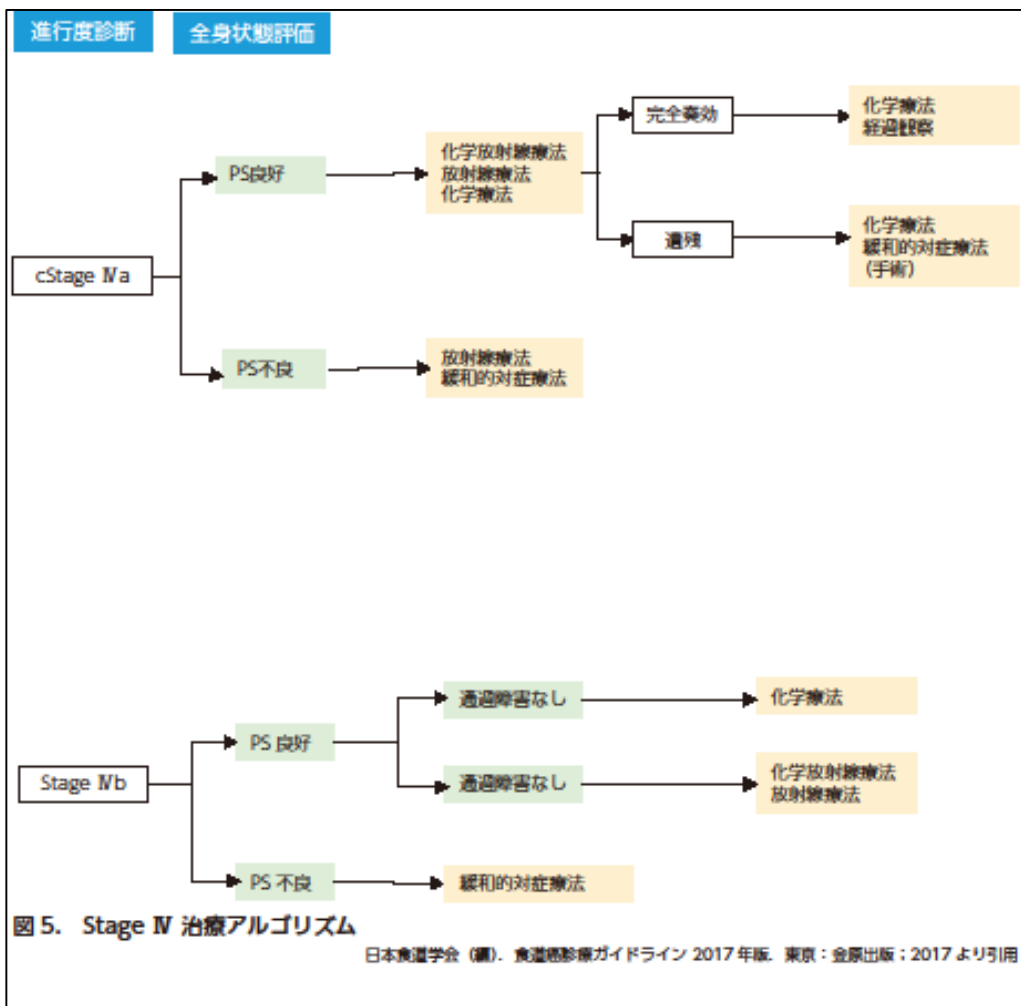 進行度診断
全身状態評価
cStage Ⅳa
PS良好
化学放射線療法
放射線療法
化学療法
完全奏効
化学療法
経過観察
遺残
化学療法
緩和的対症療法
(手術)
PS不良
放射線療法
緩和的対症療法
Stage Ⅳb
PS 良好
通過障害なし
化学療法
通過障害なし
化学放射線療法
放射線療法
PS 不良
緩和的対症療法
図 5. Stage Ⅳ 治療アルゴリズム
日本食道学会 (編). 食道癌診療ガイドライン 2017 年版. 東京：金原出版；2017 より引用